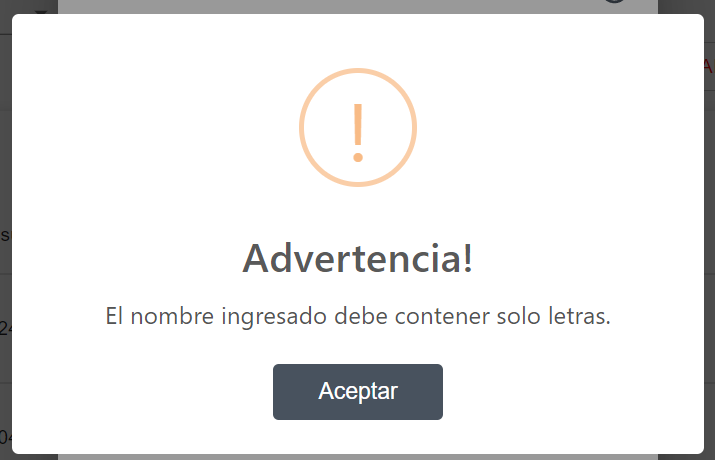 Advertencia!
El nombre ingresado debe contener solo letras.
Aceptar